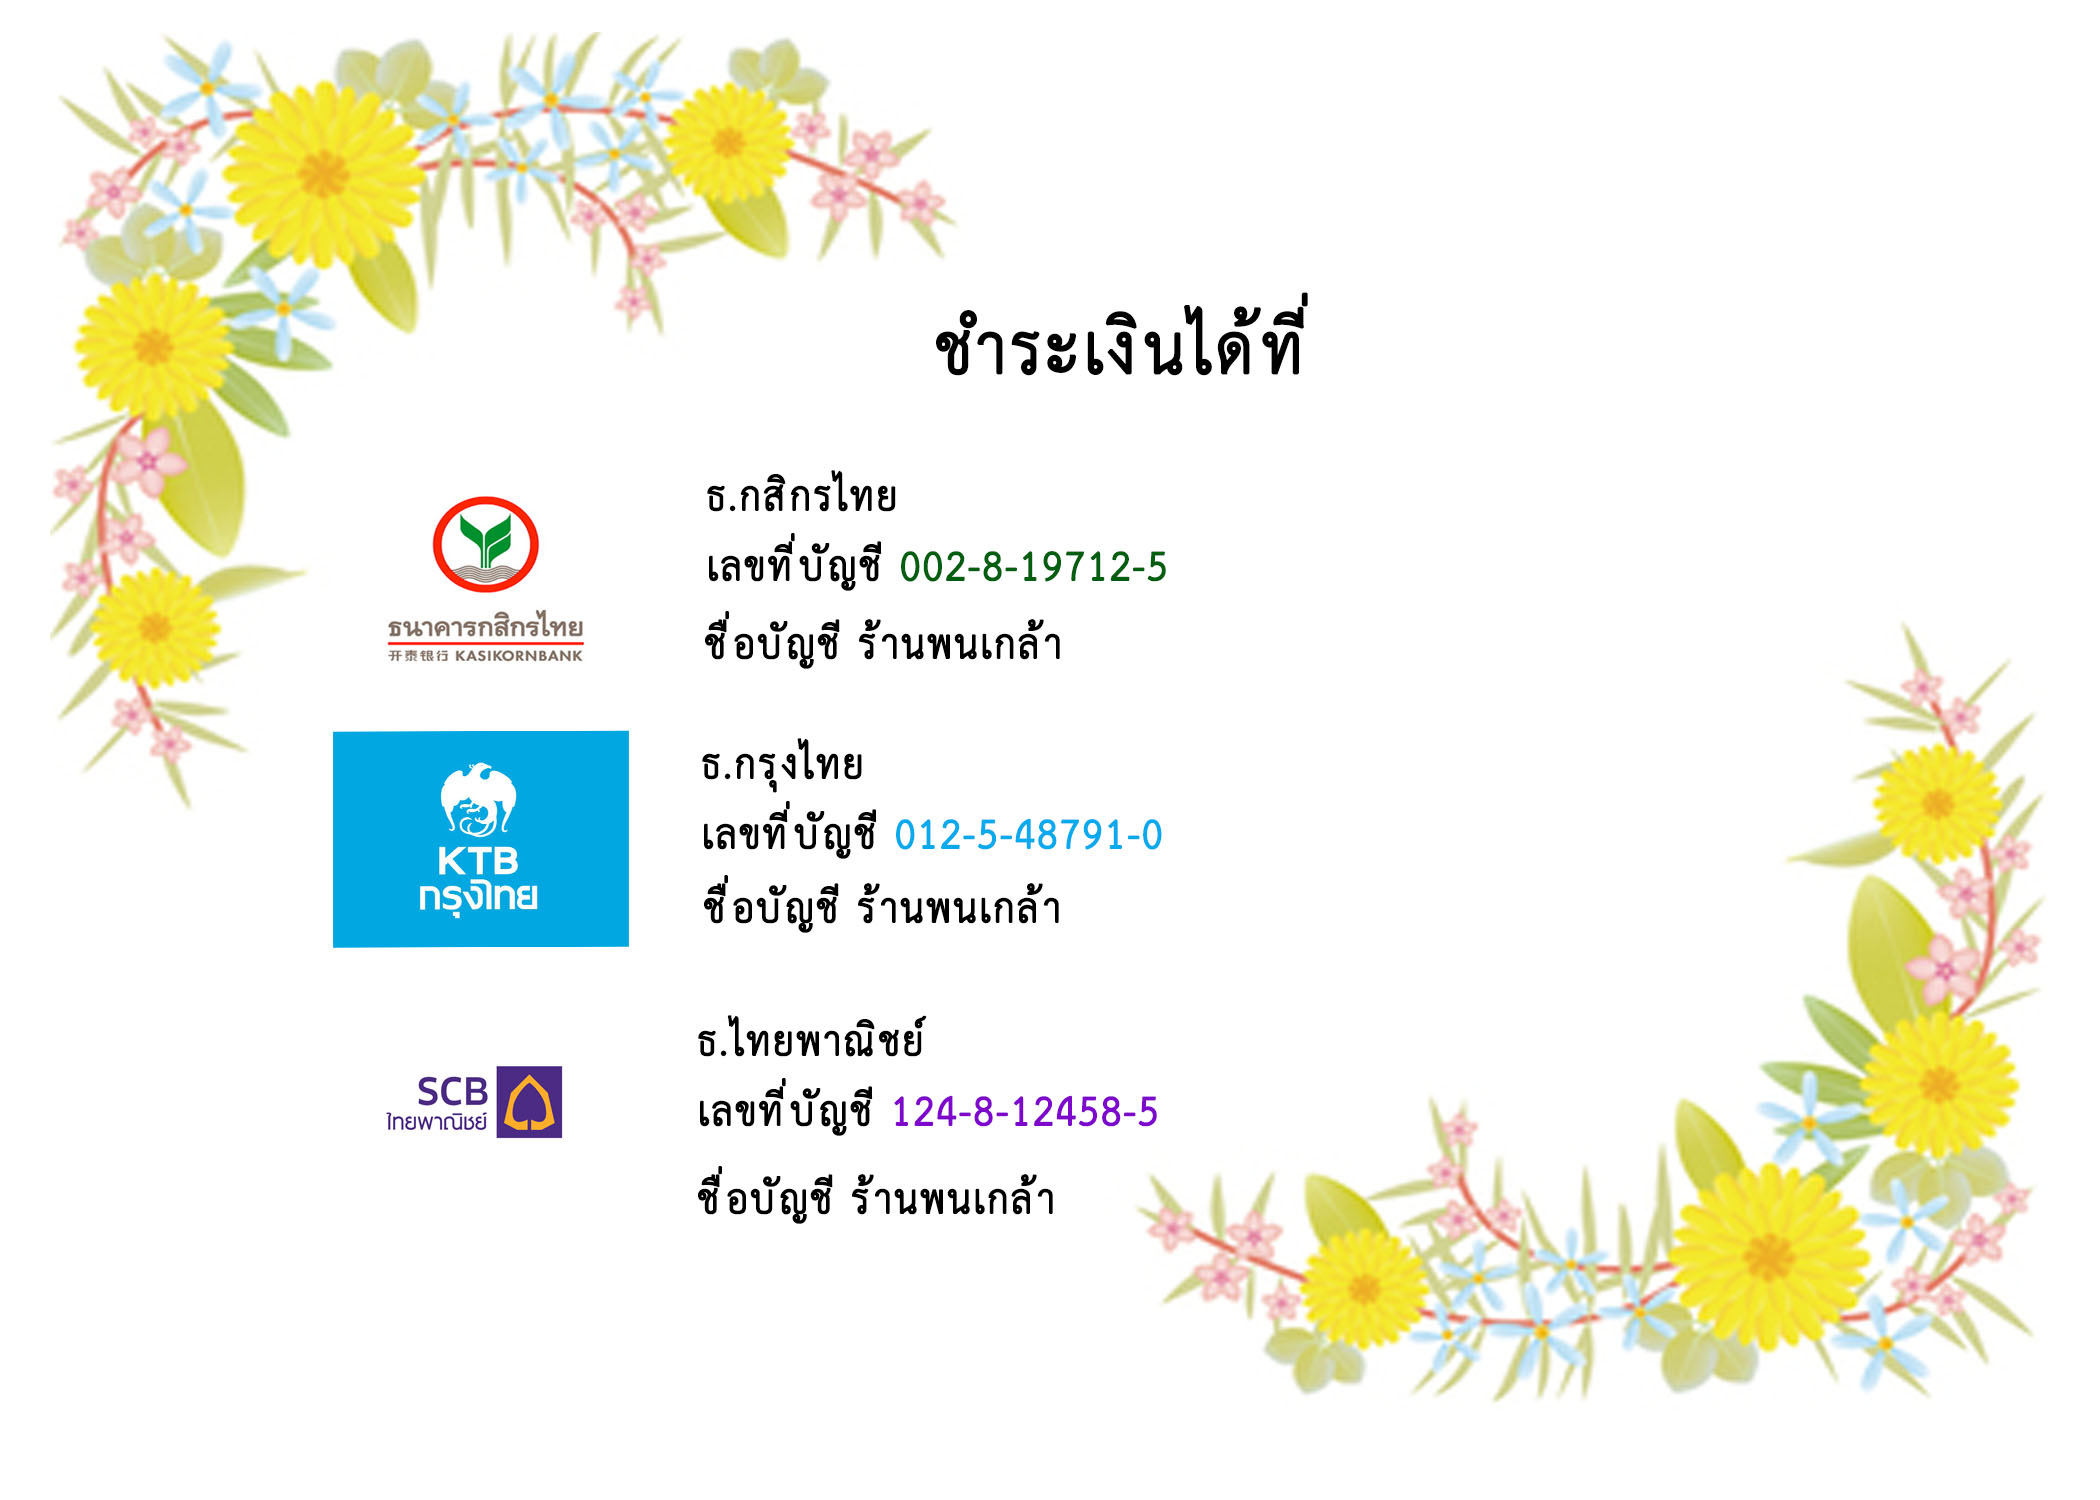 ชำระเงินได้ที่
ธ.กสิกรไทย
เลขที่บัญชี 002-8-19712-5
ชื่อบัญชี ร้านพนเกล้า
ธนาคารกสิกรไทย
开泰银行 KASIKORNBANK
ธ.กรุงไทย
เลขที่บัญชี 012-5-48791-0
ชื่อบัญชี ร้านพนเกล้า
KTB
กรุงไทย
ธ.ไทยพาณิชย์
เลขที่บัญชี 124-8-12458-5
ชื่อบัญชี ร้านพนเกล้า
SCB
ไทยพาณิชย์